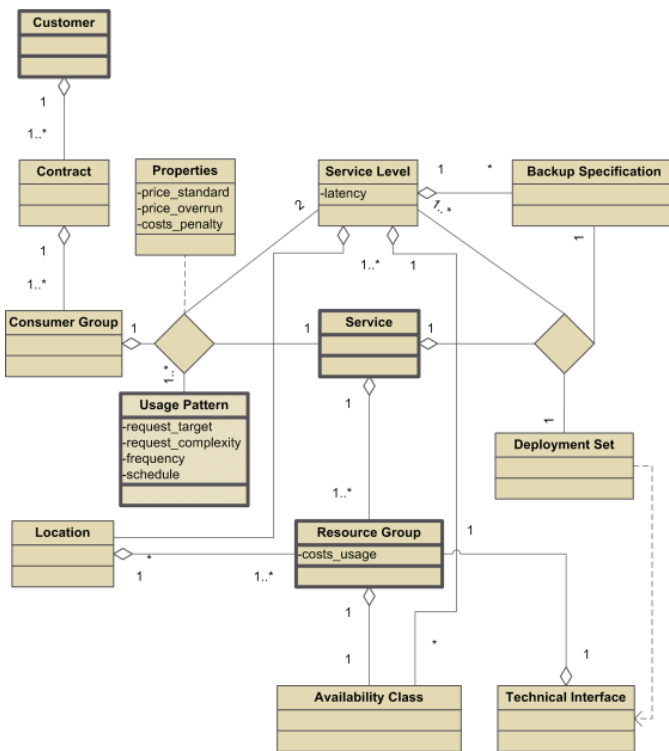 Customer
1
1..*
Contract
Properties
-price_standard
-price_overrun
-costs_penalty
Service Level
-latency
1
*
Backup Specification
1
1..*
2
1..*
1..*
1
1
Consumer Group
1
1
Service
1
1..*
Usage Pattern
-request_target
-request_complexity
-frequency
-schedule
1
1
Deployment Set
1..*
Location
*
1
1..*
Resource Group
-costs_usage
1
1
1
*
1
Availability Class
Technical Interface